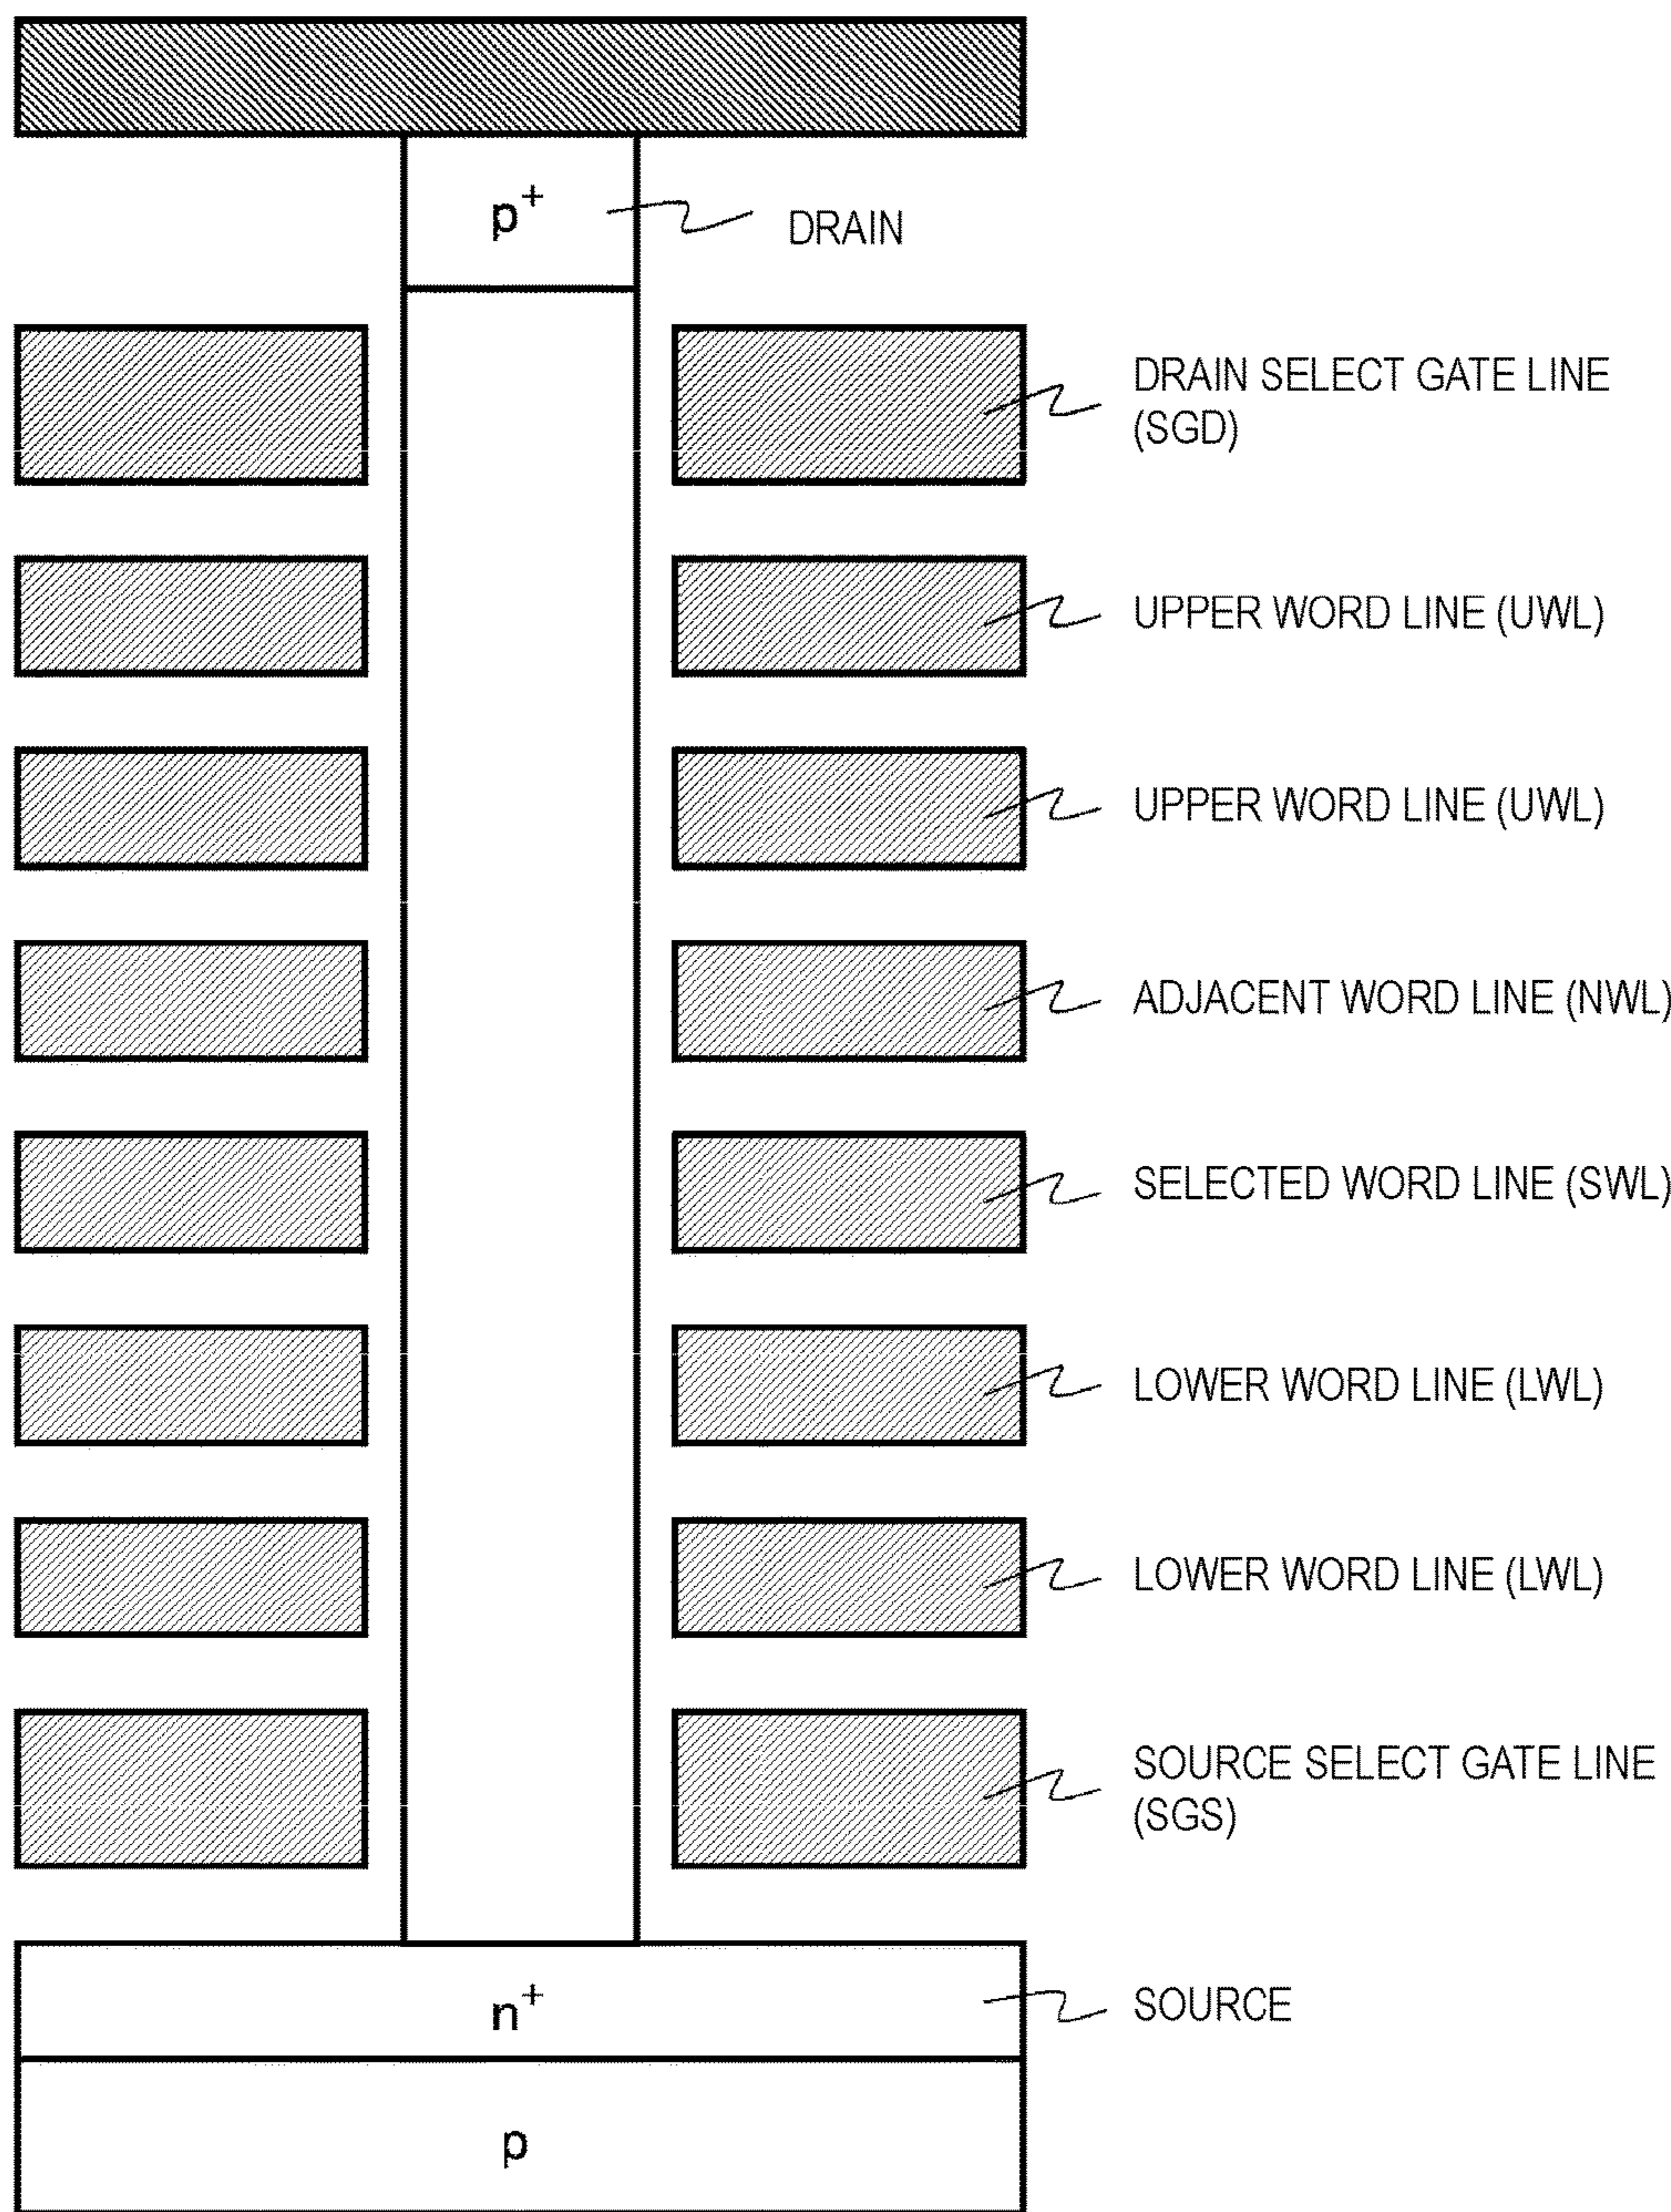 p+
DRAIN
DRAIN SELECT GATE LINE
(SGD)
UPPER WORD LINE (UWL)
UPPER WORD LINE (UWL)
ADJACENT WORD LINE (NWL)
SELECTED WORD LINE (SWL)
LOWER WORD LINE (LWL)
LOWER WORD LINE (LWL)
SOURCE SELECT GATE LINE
(SGS)
n+
SOURCE
p